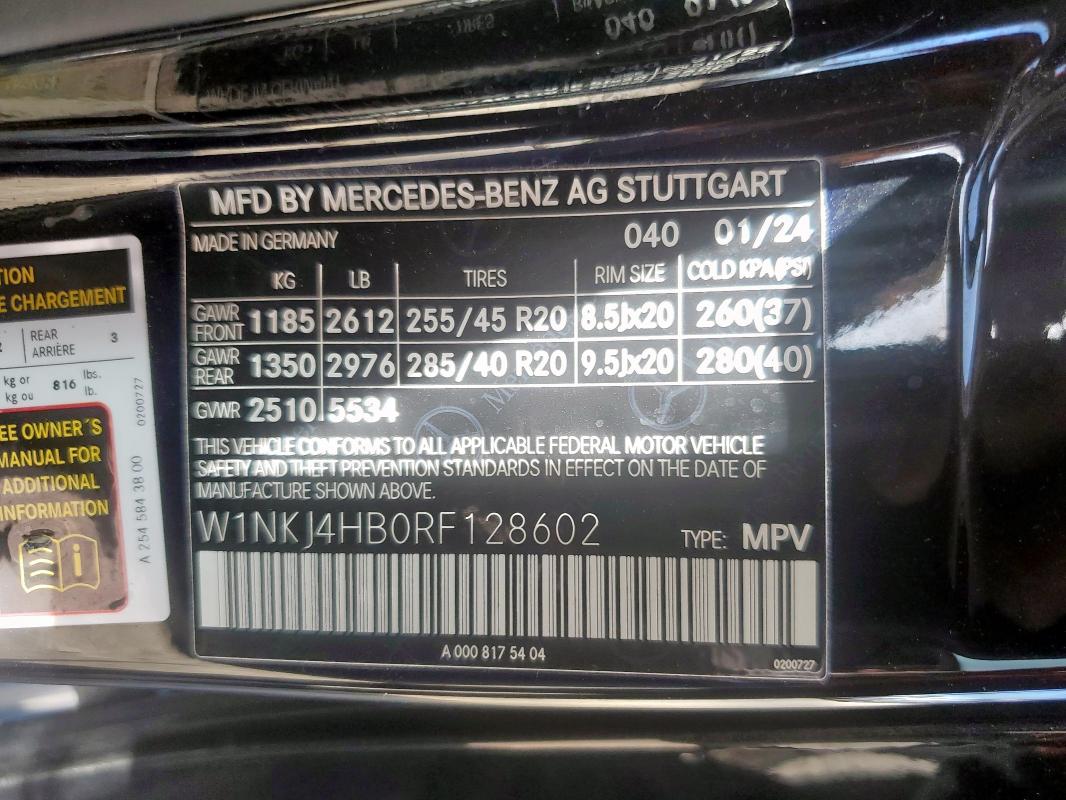 MFD BY MERCEDES-BENZ AG STUTTGART
MADE IN GERMANY 040 01/24
KG LB TIRES RIM SIZE COLD KPA(PSI)
GAWR FRONT 1185 2612 255/45 R20 8.5Jx20 260(37)
GAWR REAR 1350 2976 285/40 R20 9.5Jx20 280(40)
GVWR 2510 5534
THIS VEHICLE CONFORMS TO ALL APPLICABLE FEDERAL MOTOR VEHICLE
SAFETY AND THEFT PREVENTION STANDARDS IN EFFECT ON THE DATE OF
MANUFACTURE SHOWN ABOVE.
W1NKJ4HB0RF128602 TYPE: MPV
A 000 817 54 04
0200727
CHARGEMENT
REAR 3
ARRIÈRE
kg or 816 lbs.
kg ou lb.
OWNER´S
MANUAL FOR
ADDITIONAL
INFORMATION
A 254 584 38 00 0200727